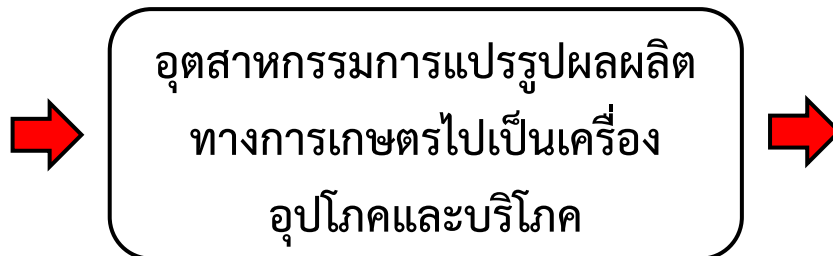 อุตสาหกรรมการแปรรูปผลผลิต
ทางการเกษตรไปเป็นเครื่อง
อุปโภคและบริโภค